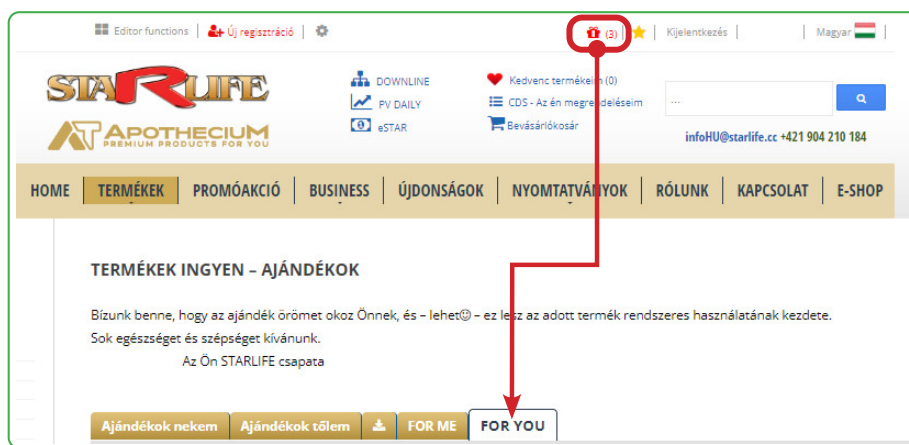 Editor functions Új regisztráció (3) Kijelentkezés Magyar
STARLIFE
APOTHECIUM
PREMIUM PRODUCTS FOR YOU
DOWNLINE
PV DAILY
eSTAR
Kedvenc termékeim (0)
CDS - Az én megrendeléseim
Bevásárlókosár
...
infoHU@starlife.cc +421 904 210 184
HOME TERMÉKEK PROMÓAKCIÓ BUSINESS ÚJDONSÁGOK NYOMTATVÁNYOK RÓLUNK KAPCSOLAT E-SHOP
TERMÉKEK INGYEN – AJÁNDÉKOK
Bízunk benne, hogy az ajándék örömet okoz Önnek, és – lehet☺ – ez lesz az adott termék rendszeres használatának kezdete.
Sok egészséget és szépséget kívánunk.
Az Ön STARLIFE csapata
Ajándékok nekem Ajándékok tőlem FOR ME FOR YOU